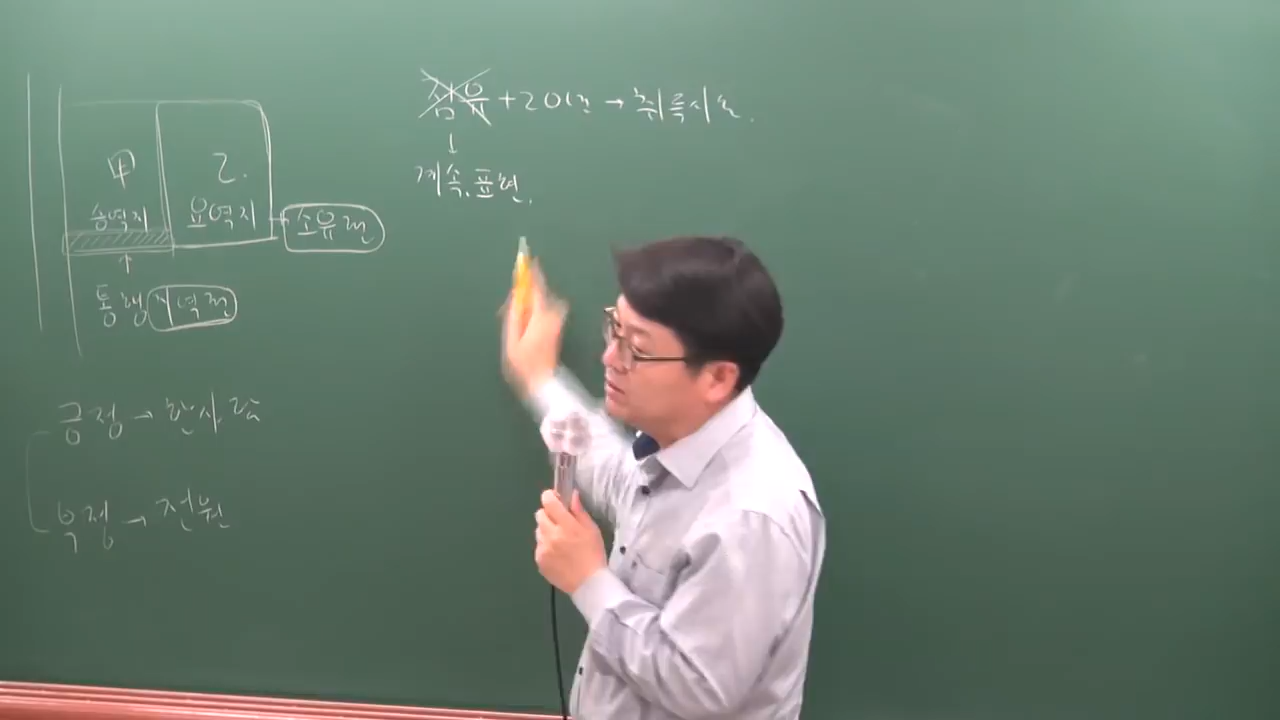 점유+20년→취득시효.
↓
계속.표현.
甲
乙.
승역지
요역지
소유권
↑
통행지역권
긍정→한사람
부정→전원